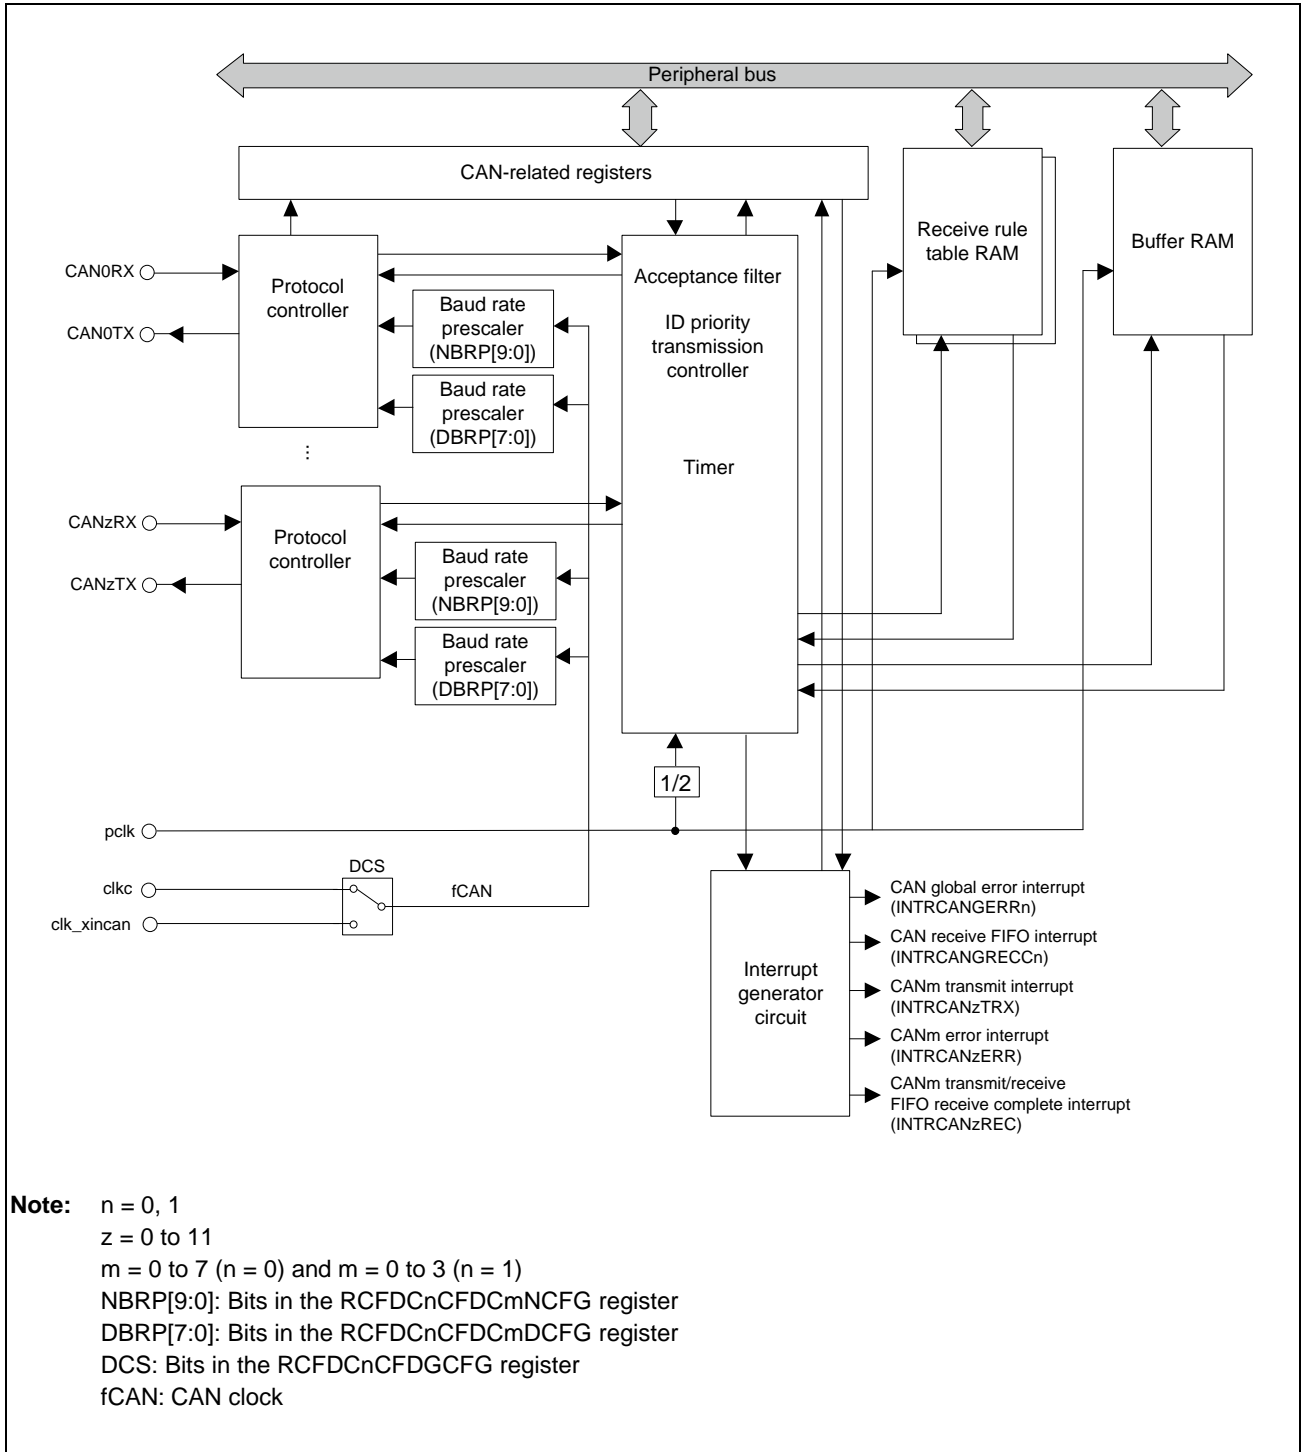 Peripheral bus
CAN-related registers
Receive rule
table RAM
Buffer RAM
CAN0RX
CAN0TX
Protocol
controller
Baud rate
prescaler
(NBRP[9:0])
Baud rate
prescaler
(DBRP[7:0])
Acceptance filter
ID priority
transmission
controller
Timer
...
CANzRX
CANzTX
Protocol
controller
Baud rate
prescaler
(NBRP[9:0])
Baud rate
prescaler
(DBRP[7:0])
1/2
pclk
DCS
clkc
fCAN
clk_xincan
Interrupt
generator
circuit
CAN global error interrupt
(INTRCANGERRn)
CAN receive FIFO interrupt
(INTRCANGRECCn)
CANm transmit interrupt
(INTRCANzTRX)
CANm error interrupt
(INTRCANzERR)
CANm transmit/receive
FIFO receive complete interrupt
(INTRCANzREC)
Note: n = 0, 1
z = 0 to 11
m = 0 to 7 (n = 0) and m = 0 to 3 (n = 1)
NBRP[9:0]: Bits in the RCFDCnCFDCmNCFG register
DBRP[7:0]: Bits in the RCFDCnCFDCmDCFG register
DCS: Bits in the RCFDCnCFDGCFG register
fCAN: CAN clock